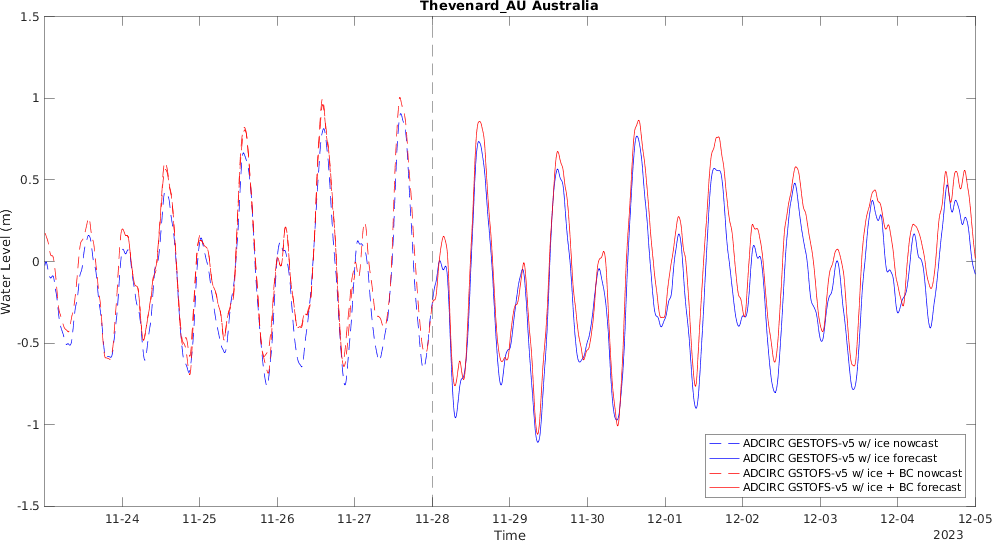 Thevenard_AU Australia
1.5
1
0.5
0
-0.5
-1
-1.5
Water Level (m)
11-24 11-25 11-26 11-27 11-28 11-29 11-30 12-01 12-02 12-03 12-04 12-05
Time
2023
ADCIRC GESTOFS-v5 w/ ice nowcast
ADCIRC GESTOFS-v5 w/ ice forecast
ADCIRC GSTOFS-v5 w/ ice + BC nowcast
ADCIRC GSTOFS-v5 w/ ice + BC forecast